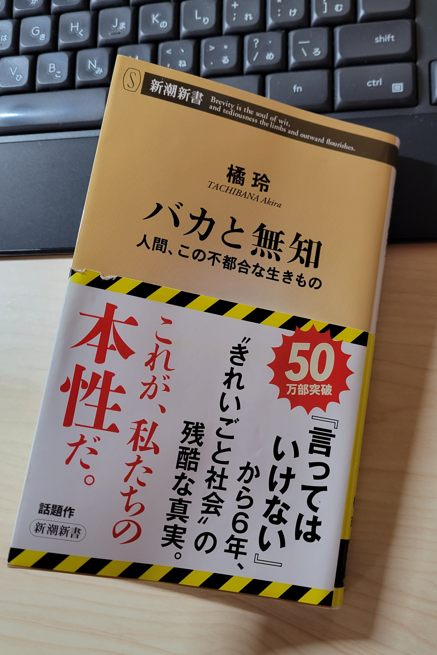 新潮新書
Brevity is the soul of wit,
and tediousness the limbs and outward flourishes.
橘 玲
TACHIBANA Akira
バカと無知
人間、この不都合な生きもの
50
万部突破
『言っては
いけない』
から6年、
〝きれいごと社会〟の
残酷な真実。
これが、私たちの
本性だ。
話題作
新潮新書
shift
fn
ctrl